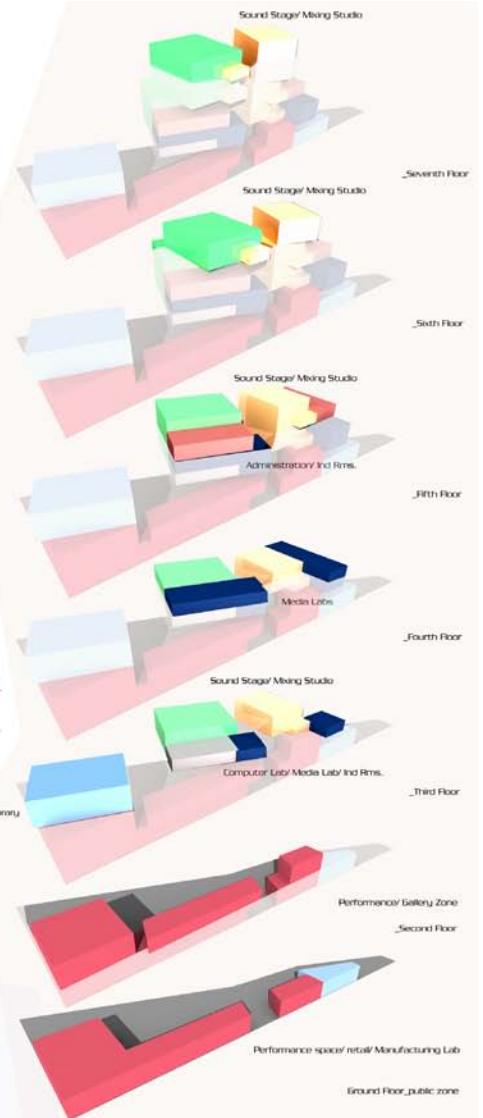 Sound Stage/ Mixing Studio
_Seventh Floor
Sound Stage/ Mixing Studio
_Sixth Floor
Sound Stage/ Mixing Studio
Administration/ Ind Rms.
_Fifth Floor
Media Labs
_Fourth Floor
Sound Stage/ Mixing Studio
Computer Lab/ Media Lab/ Ind Rms.
_Third Floor
Performance/ Gallery Zone
_Second Floor
Performance space/ retail/ Manufacturing Lab
Ground Floor_public zone